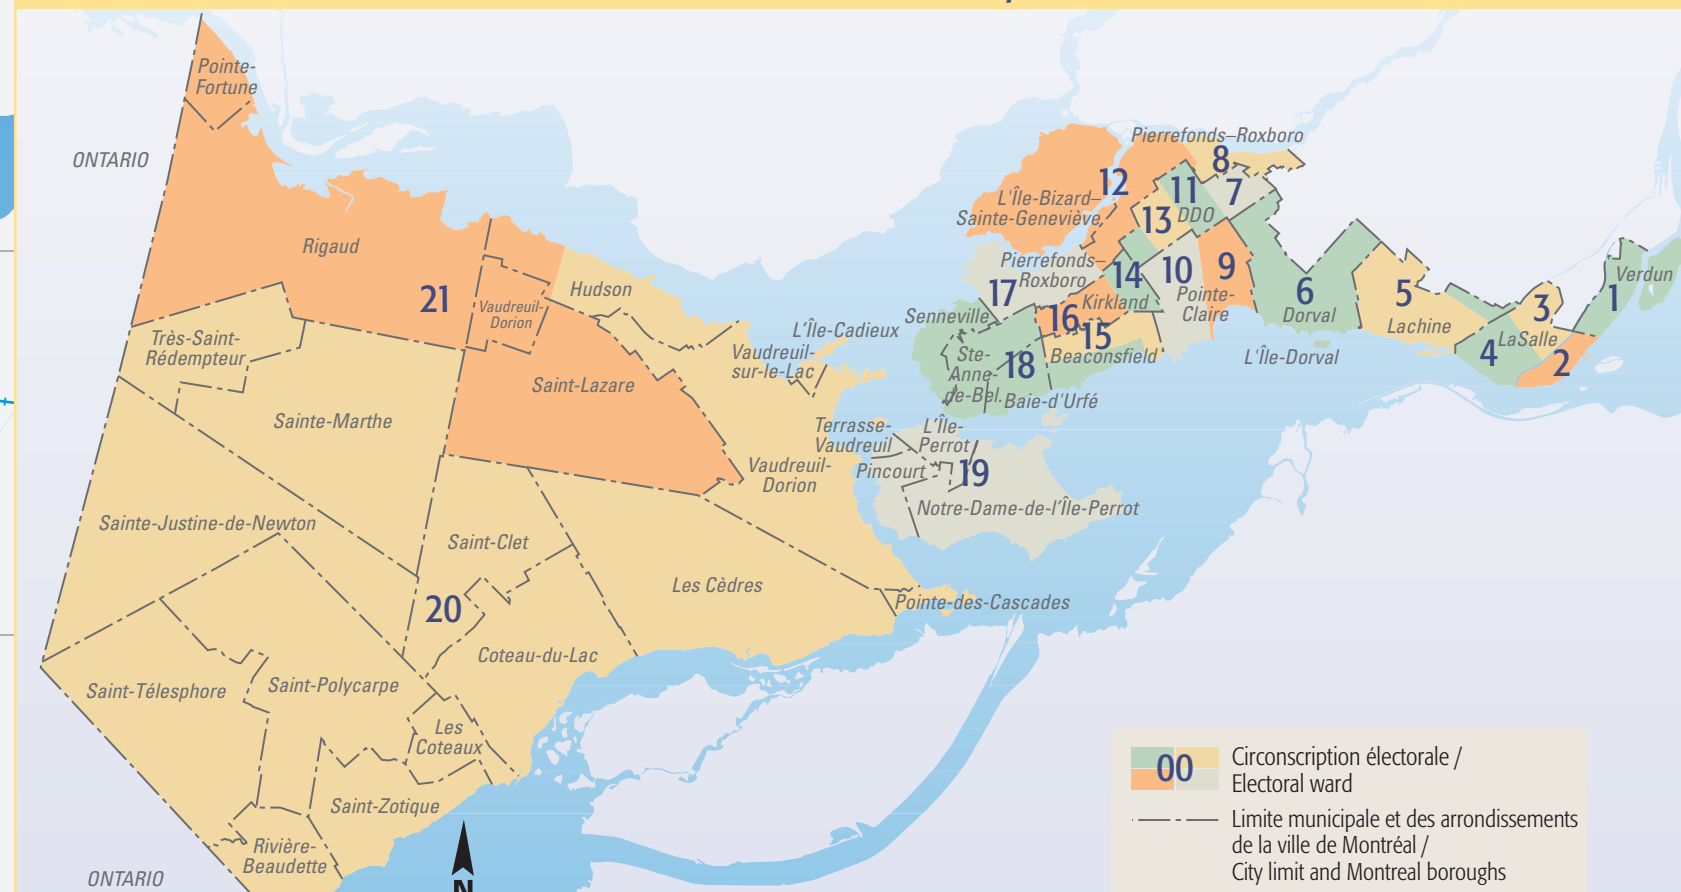 Pointe-
Fortune
ONTARIO
Rigaud
21
Vaudreuil-
Dorion
Hudson
Très-Saint-
Rédempteur
Sainte-Marthe
Saint-Lazare
L'Île-Cadieux
Vaudreuil-
sur-le-Lac
Vaudreuil-
Dorion
Sainte-Justine-de-Newton
Saint-Clet
Les Cèdres
Pointe-des-Cascades
20
Coteau-du-Lac
Saint-Télesphore
Saint-Polycarpe
Les
Coteaux
Saint-Zotique
Rivière-
Beaudette
ONTARIO
N
Pierrefonds–Roxboro
8
12
11
7
L'Île-Bizard–
Sainte-Geneviève
13
DDO
Pierrefonds–
Roxboro
14
10
9
17
Kirkland
Pointe-
Claire
6
Dorval
5
Lachine
3
1
Verdun
Senneville
16
15
Beaconsfield
L'Île-Dorval
4
LaSalle
2
Ste-
Anne-
de-Bel.
18
Baie-d'Urfé
Terrasse-
Vaudreuil
L'Île-
Perrot
Pincourt
19
Notre-Dame-de-l'Île-Perrot
00
Circonscription électorale /
Electoral ward
Limite municipale et des arrondissements
de la ville de Montréal /
City limit and Montreal boroughs